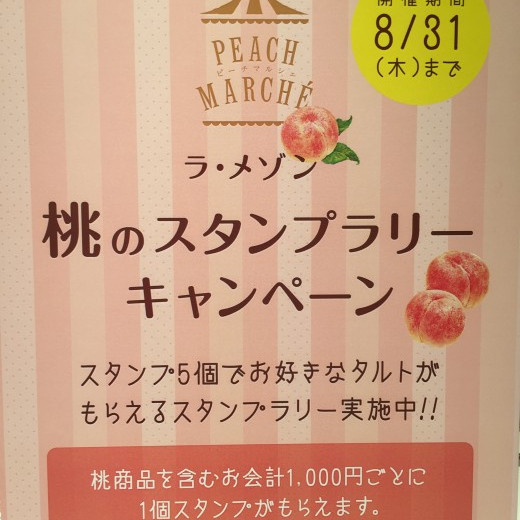 開催期間
8/31
(木)まで
PEACH
ピーチマルシェ
MARCHÉ
ラ・メゾン
桃のスタンプラリー
キャンペーン
スタンプ5個でお好きなタルトが
もらえるスタンプラリー実施中!!
桃商品を含むお会計1,000円ごとに
1個スタンプがもらえます。